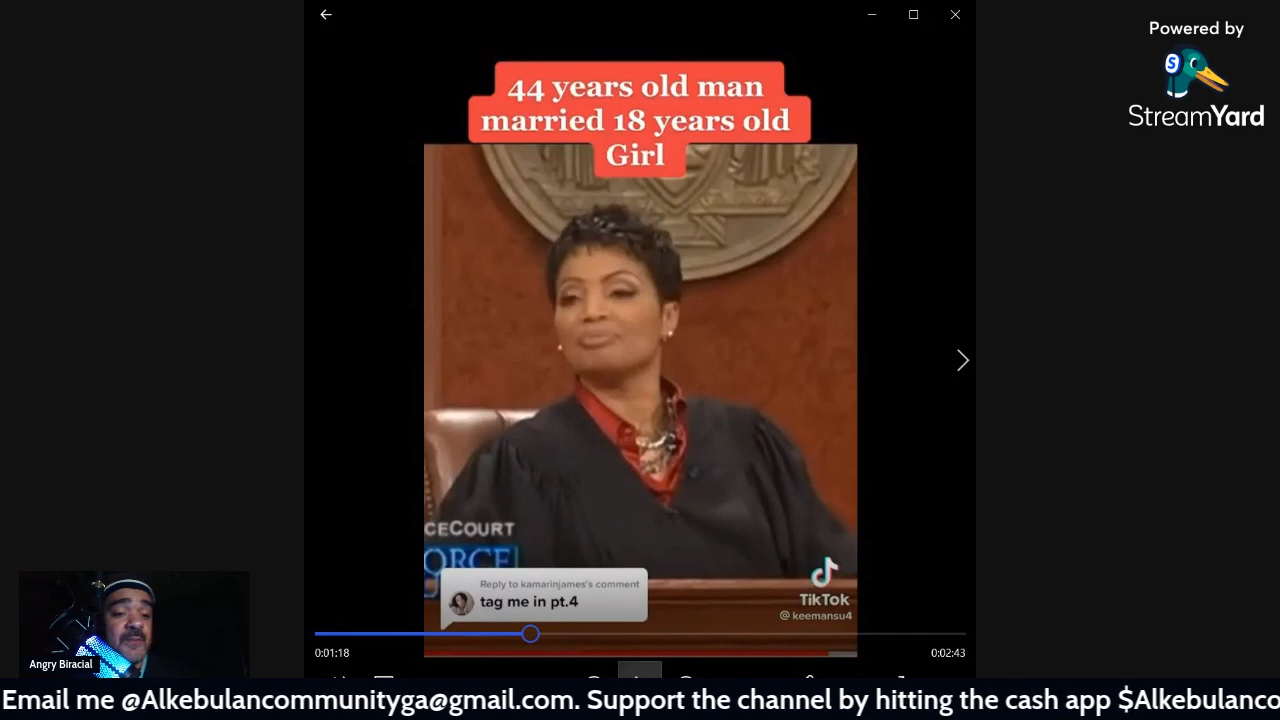 Powered by
StreamYard
44 years old man
married 18 years old
Girl
CECOURT
ORCE
Reply to kamarinjames's comment
tag me in pt.4
TikTok
@ keemansu4
0:01:18
0:02:43
Angry Biracial
Email me @Alkebulancommunityga@gmail.com. Support the channel by hitting the cash app $Alkebulanco